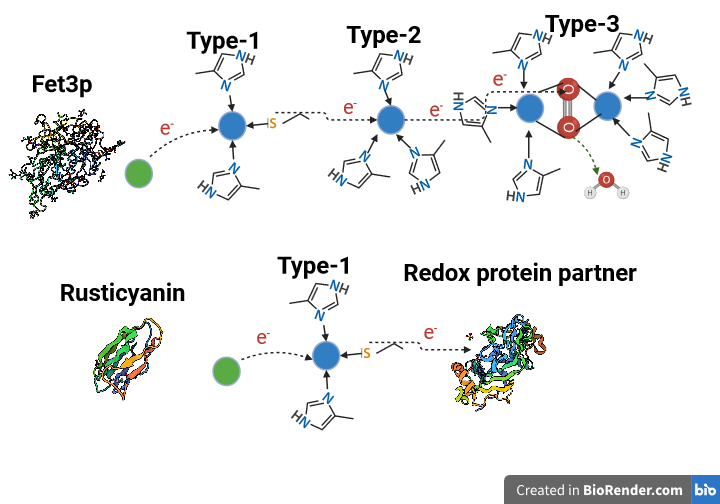 Type-1
Type-2
Type-3
Fet3p
e-
e-
e-
e-
S
NH
N
N
HN
NH
N
N
HN
N
HN
NH
N
HN
N
N
HN
NH
N
N
NH
N
NH
O
O
O
H
H
Rusticyanin
Type-1
Redox protein partner
e-
e-
S
NH
N
N
HN
Created in BioRender.com bio